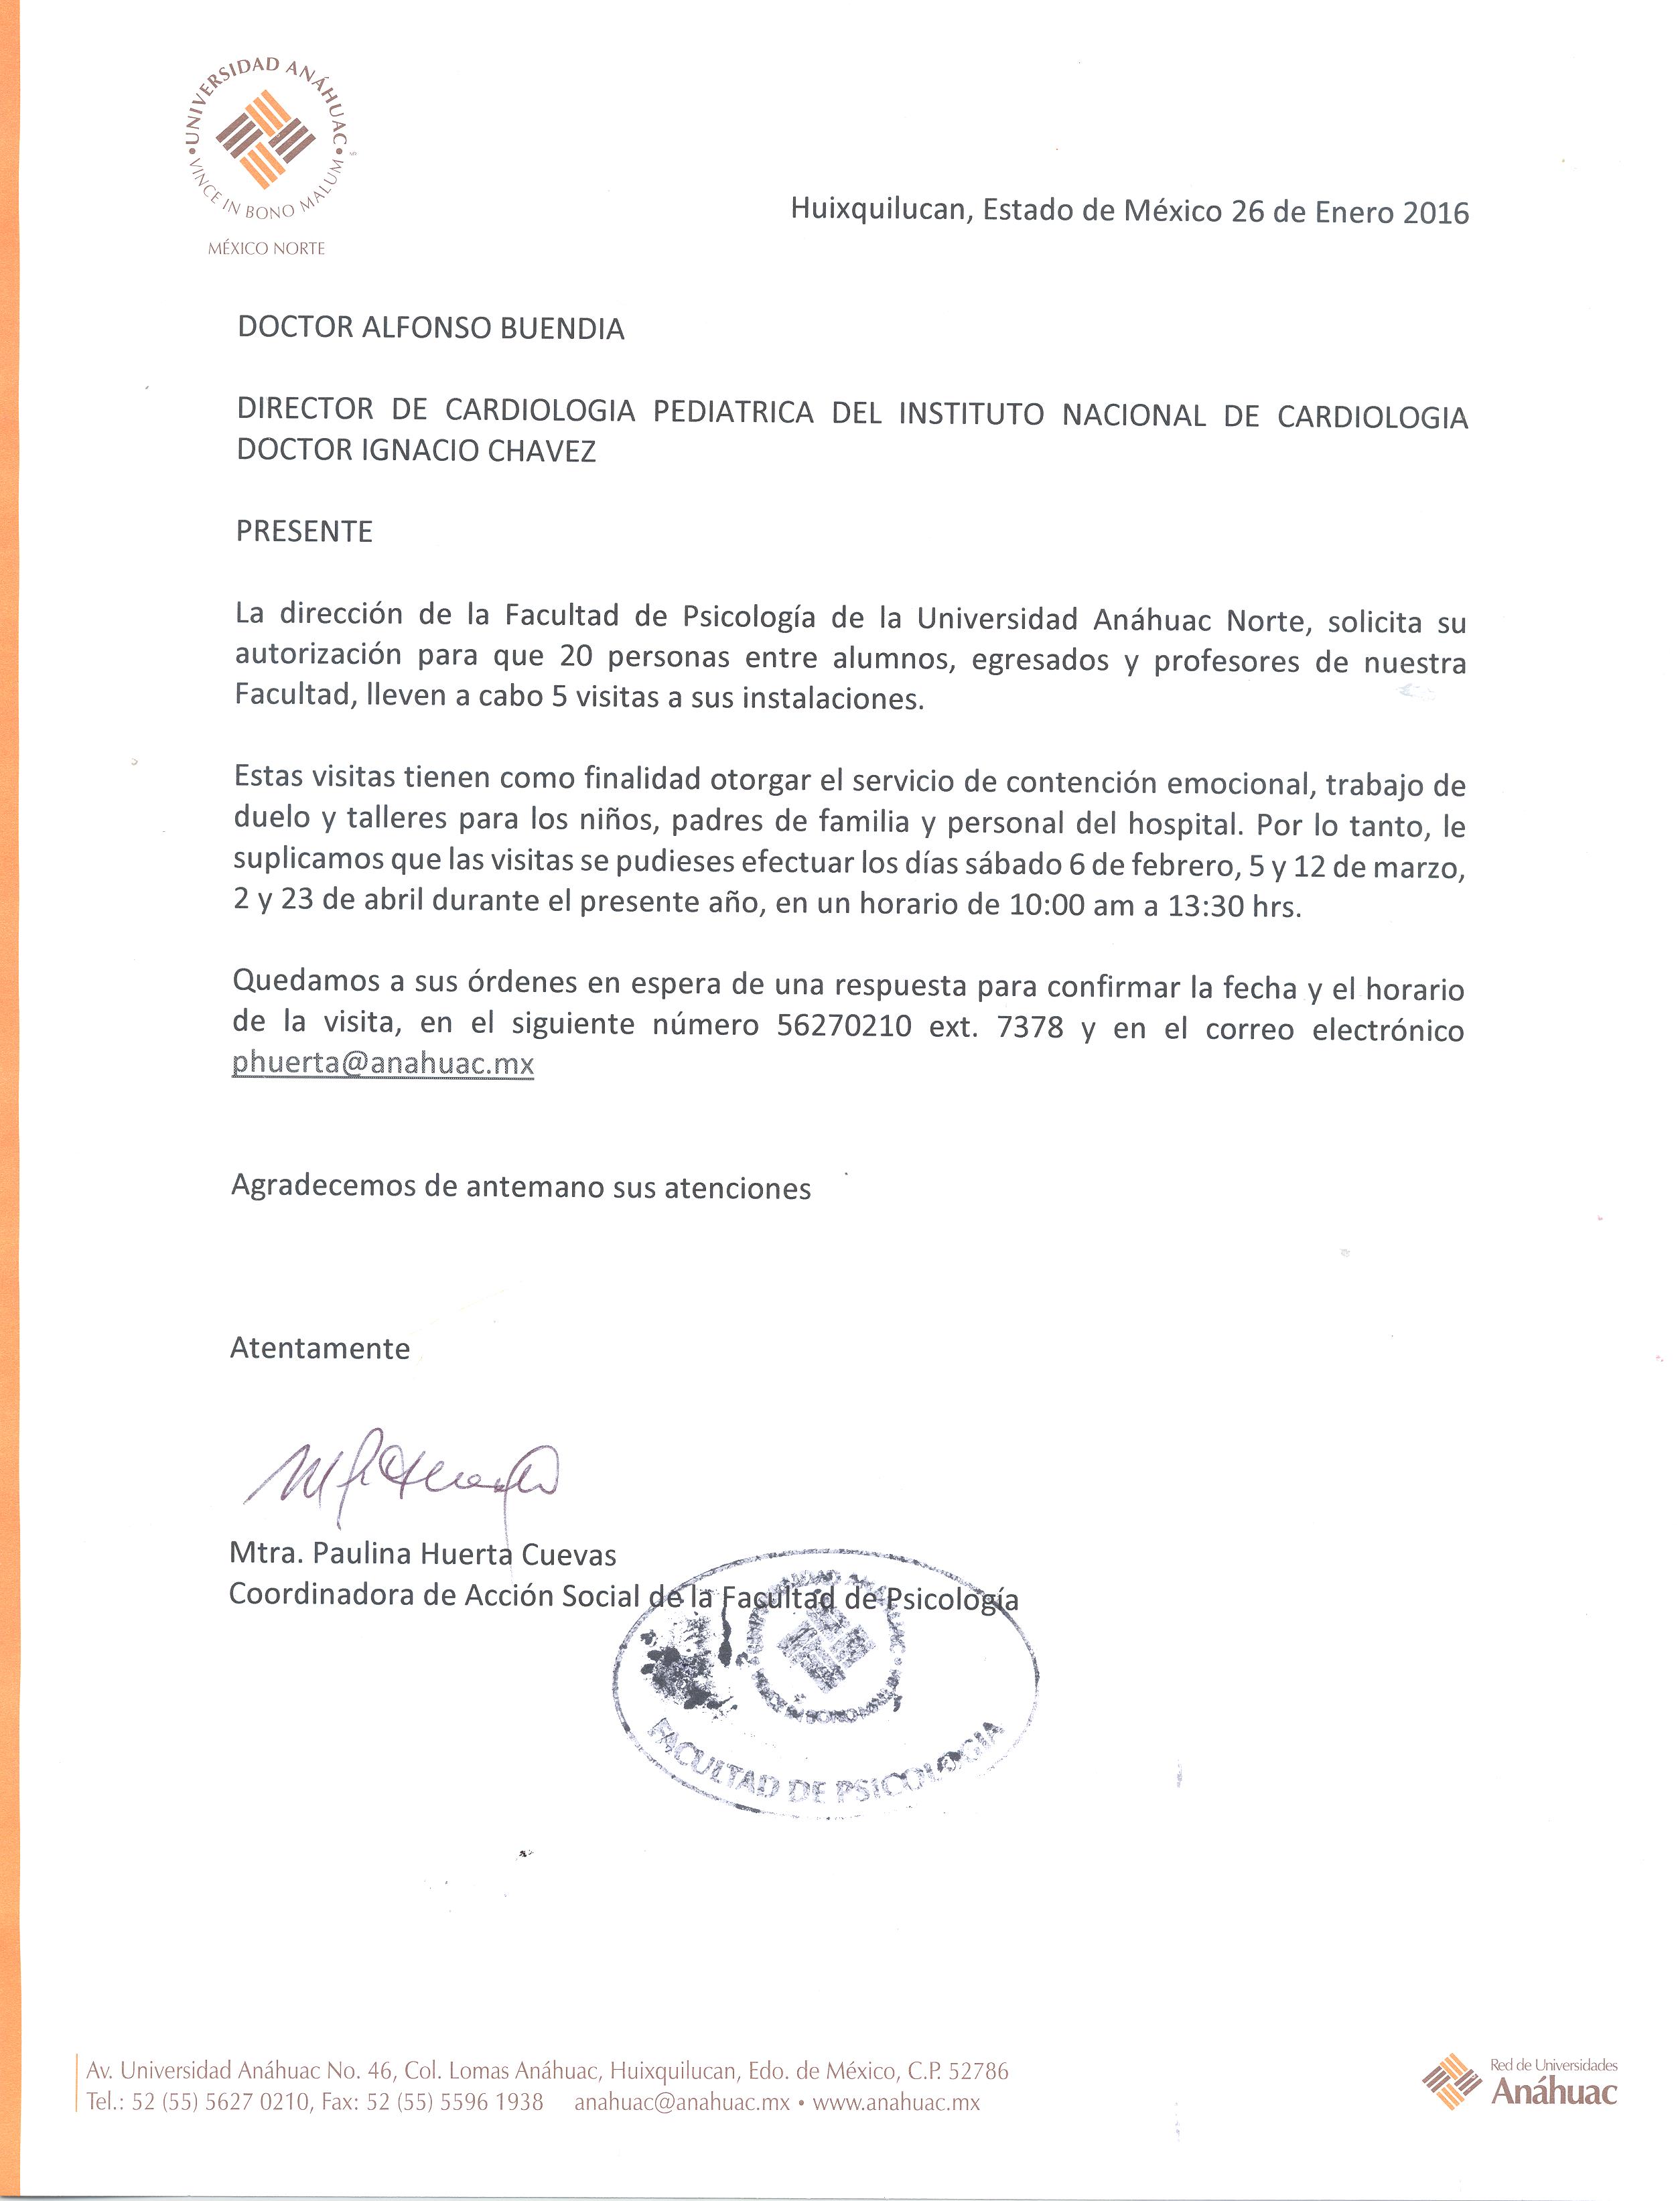 UNIVERSIDAD ANÁHUAC
VINCE IN BONO MALUM
MÉXICO NORTE
Huixquilucan, Estado de México 26 de Enero 2016
DOCTOR ALFONSO BUENDIA
DIRECTOR DE CARDIOLOGIA PEDIATRICA DEL INSTITUTO NACIONAL DE CARDIOLOGIA
DOCTOR IGNACIO CHAVEZ
PRESENTE
La dirección de la Facultad de Psicología de la Universidad Anáhuac Norte, solicita su
autorización para que 20 personas entre alumnos, egresados y profesores de nuestra
Facultad, lleven a cabo 5 visitas a sus instalaciones.
Estas visitas tienen como finalidad otorgar el servicio de contención emocional, trabajo de
duelo y talleres para los niños, padres de familia y personal del hospital. Por lo tanto, le
suplicamos que las visitas se pudieses efectuar los días sábado 6 de febrero, 5 y 12 de marzo,
2 y 23 de abril durante el presente año, en un horario de 10:00 am a 13:30 hrs.
Quedamos a sus órdenes en espera de una respuesta para confirmar la fecha y el horario
de la visita, en el siguiente número 56270210 ext. 7378 y en el correo electrónico
phuerta@anahuac.mx
Agradecemos de antemano sus atenciones
Atentamente
Mtra. Paulina Huerta Cuevas
Coordinadora de Acción Social de la Facultad de Psicología
FACULTAD DE PSICOLOGIA
Av. Universidad Anáhuac No. 46, Col. Lomas Anáhuac, Huixquilucan, Edo. de México, C.P. 52786
Tel.: 52 (55) 5627 0210, Fax: 52 (55) 5596 1938 anahuac@anahuac.mx • www.anahuac.mx
Red de Universidades
Anáhuac